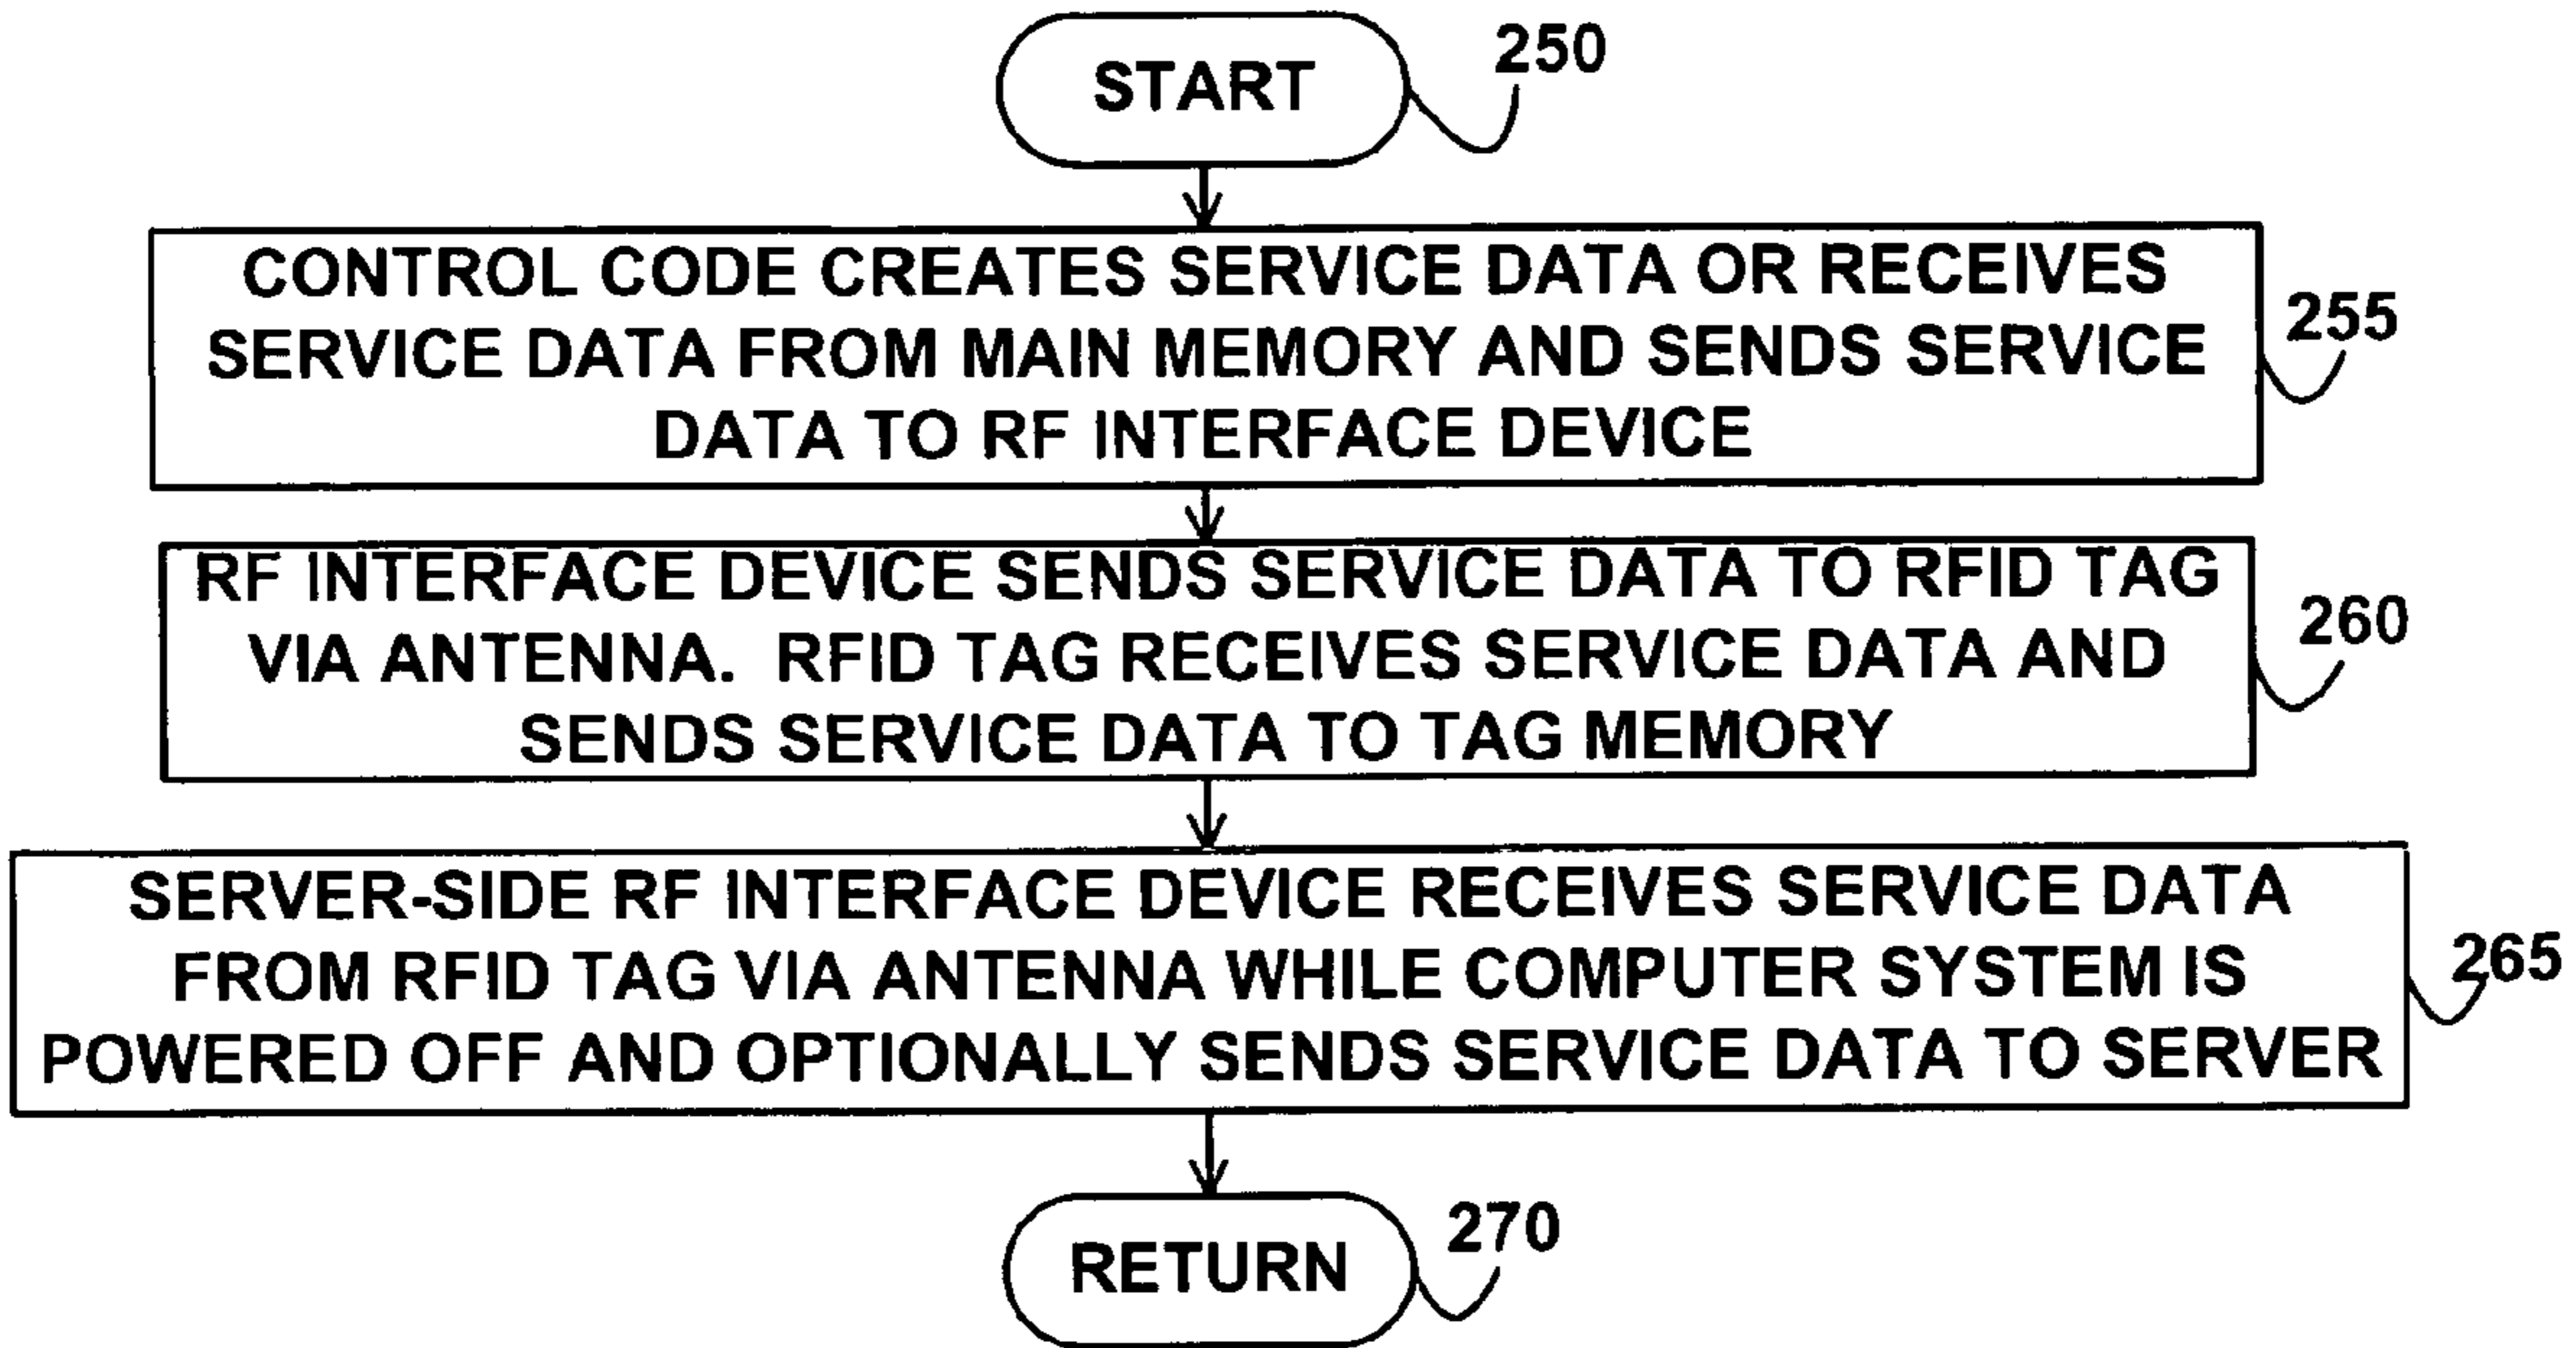 START
250
CONTROL CODE CREATES SERVICE DATA OR RECEIVES
SERVICE DATA FROM MAIN MEMORY AND SENDS SERVICE
DATA TO RF INTERFACE DEVICE
255
RF INTERFACE DEVICE SENDS SERVICE DATA TO RFID TAG
VIA ANTENNA. RFID TAG RECEIVES SERVICE DATA AND
SENDS SERVICE DATA TO TAG MEMORY
260
SERVER-SIDE RF INTERFACE DEVICE RECEIVES SERVICE DATA
FROM RFID TAG VIA ANTENNA WHILE COMPUTER SYSTEM IS
POWERED OFF AND OPTIONALLY SENDS SERVICE DATA TO SERVER
265
RETURN
270